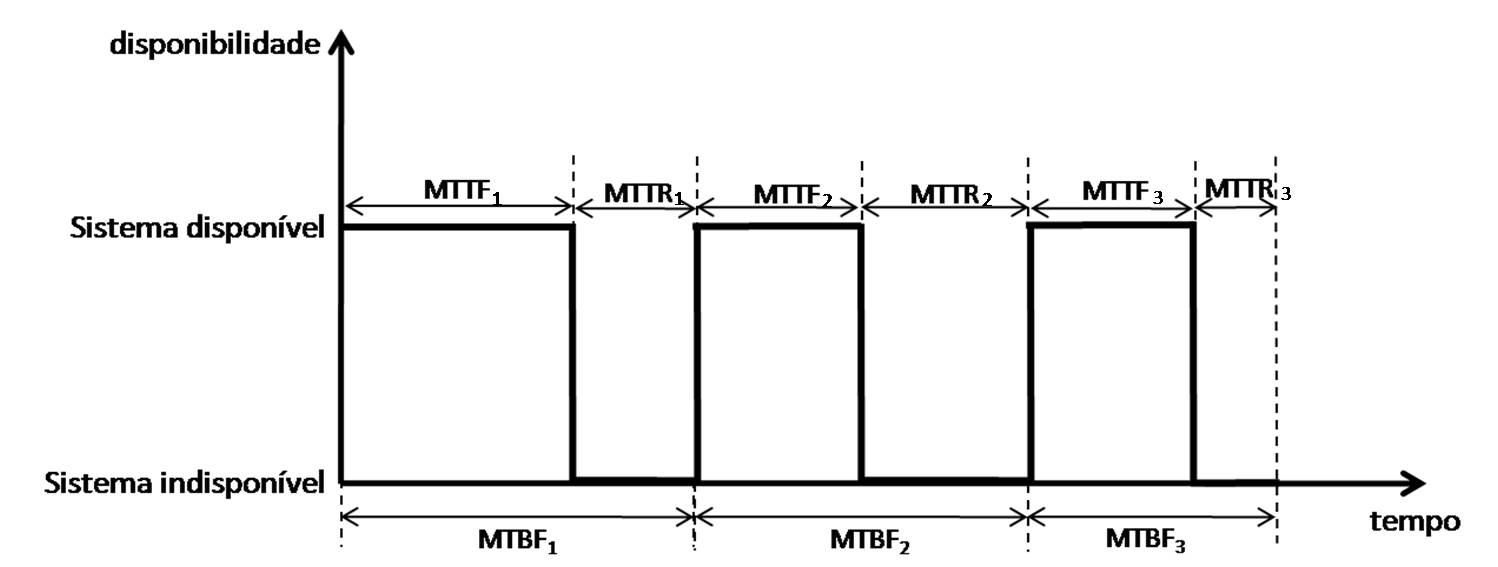 disponibilidade
MTTF1 MTTR1 MTTF2 MTTR2 MTTF3 MTTR3
Sistema disponível
Sistema indisponível
tempo
MTBF1 MTBF2 MTBF3